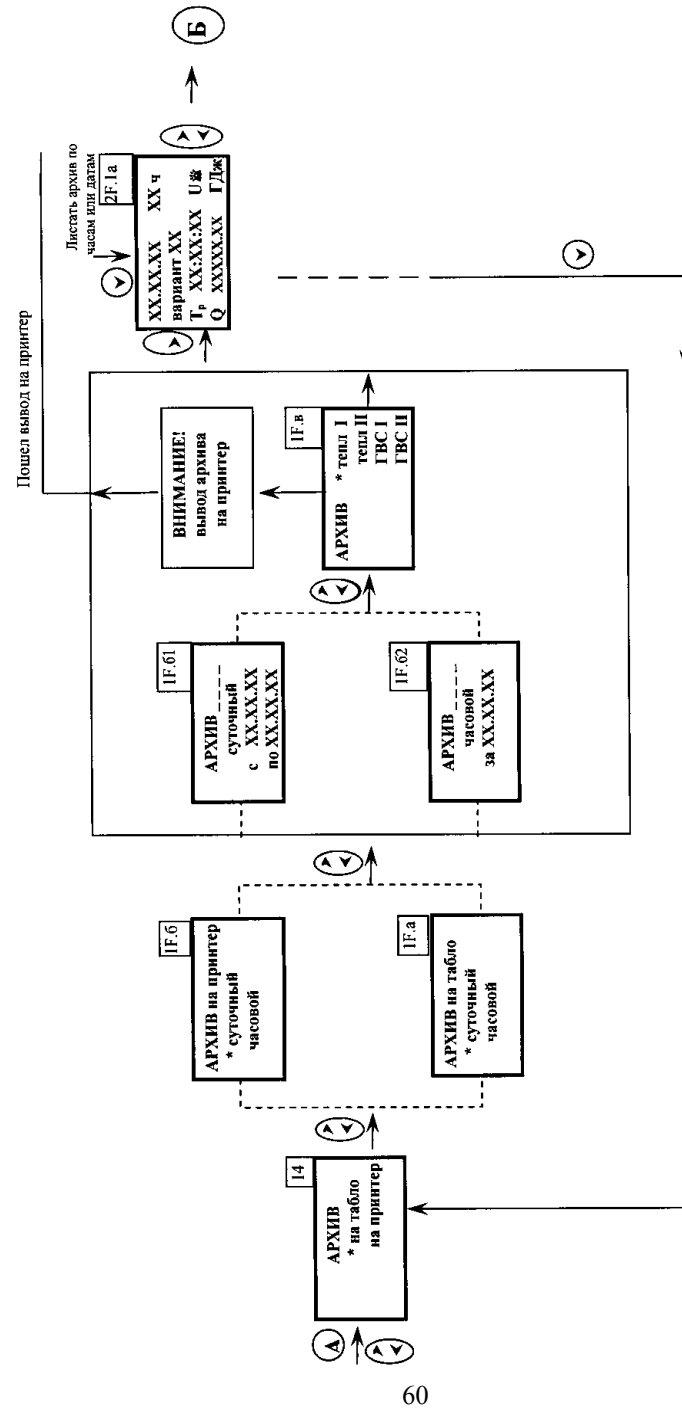 А
14
АРХИВ
* на табло
на принтер
1F.б
АРХИВ на принтер
* суточный
часовой
1F.а
АРХИВ на табло
* суточный
часовой
1F.б1
АРХИВ _ _ _ _ _
суточный
с XX.XX.XX
по XX.XX.XX
1F.б2
АРХИВ _ _ _ _ _
часовой
за XX.XX.XX
ВНИМАНИЕ!
вывод архива
на принтер
1F.в
АРХИВ * тепл I
тепл II
ГВС I
ГВС II
Пошел вывод на принтер
Листать архив по
часам или датам
2F.1а
XX.XX.XX XX ч
вариант XX
Tр XX:XX:XX U
Q XXXXX.XX ГДж
Б
60